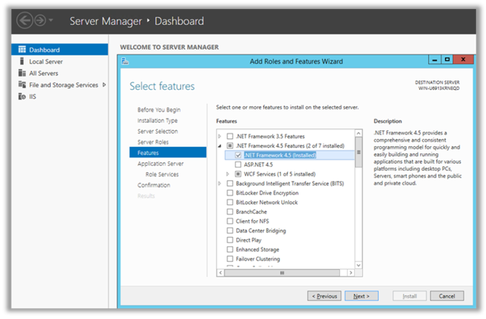 Server Manager • Dashboard
Dashboard
Local Server
All Servers
File and Storage Services
IIS
WELCOME TO SERVER MANAGER
Add Roles and Features Wizard
Select features
DESTINATION SERVER
Before You Begin
Installation Type
Server Selection
Server Roles
Features
Application Server
Role Services
Confirmation
Results
Select one or more features to install on the selected server.
Features
.NET Framework 3.5 Features
.NET Framework 4.5 Features (2 of 7 installed)
.NET Framework 4.5 (Installed)
ASP.NET 4.5
WCF Services (1 of 5 installed)
Background Intelligent Transfer Service (BITS)
BitLocker Drive Encryption
BitLocker Network Unlock
BranchCache
Client for NFS
Data Center Bridging
Direct Play
Enhanced Storage
Failover Clustering
Description
.NET Framework 4.5 provides a
comprehensive and consistent
programming model for quickly and
easily building and running
applications that are built for various
platforms including desktop PCs,
Servers, smart phones and the public
and private cloud.
< Previous
Next >
Install
Cancel